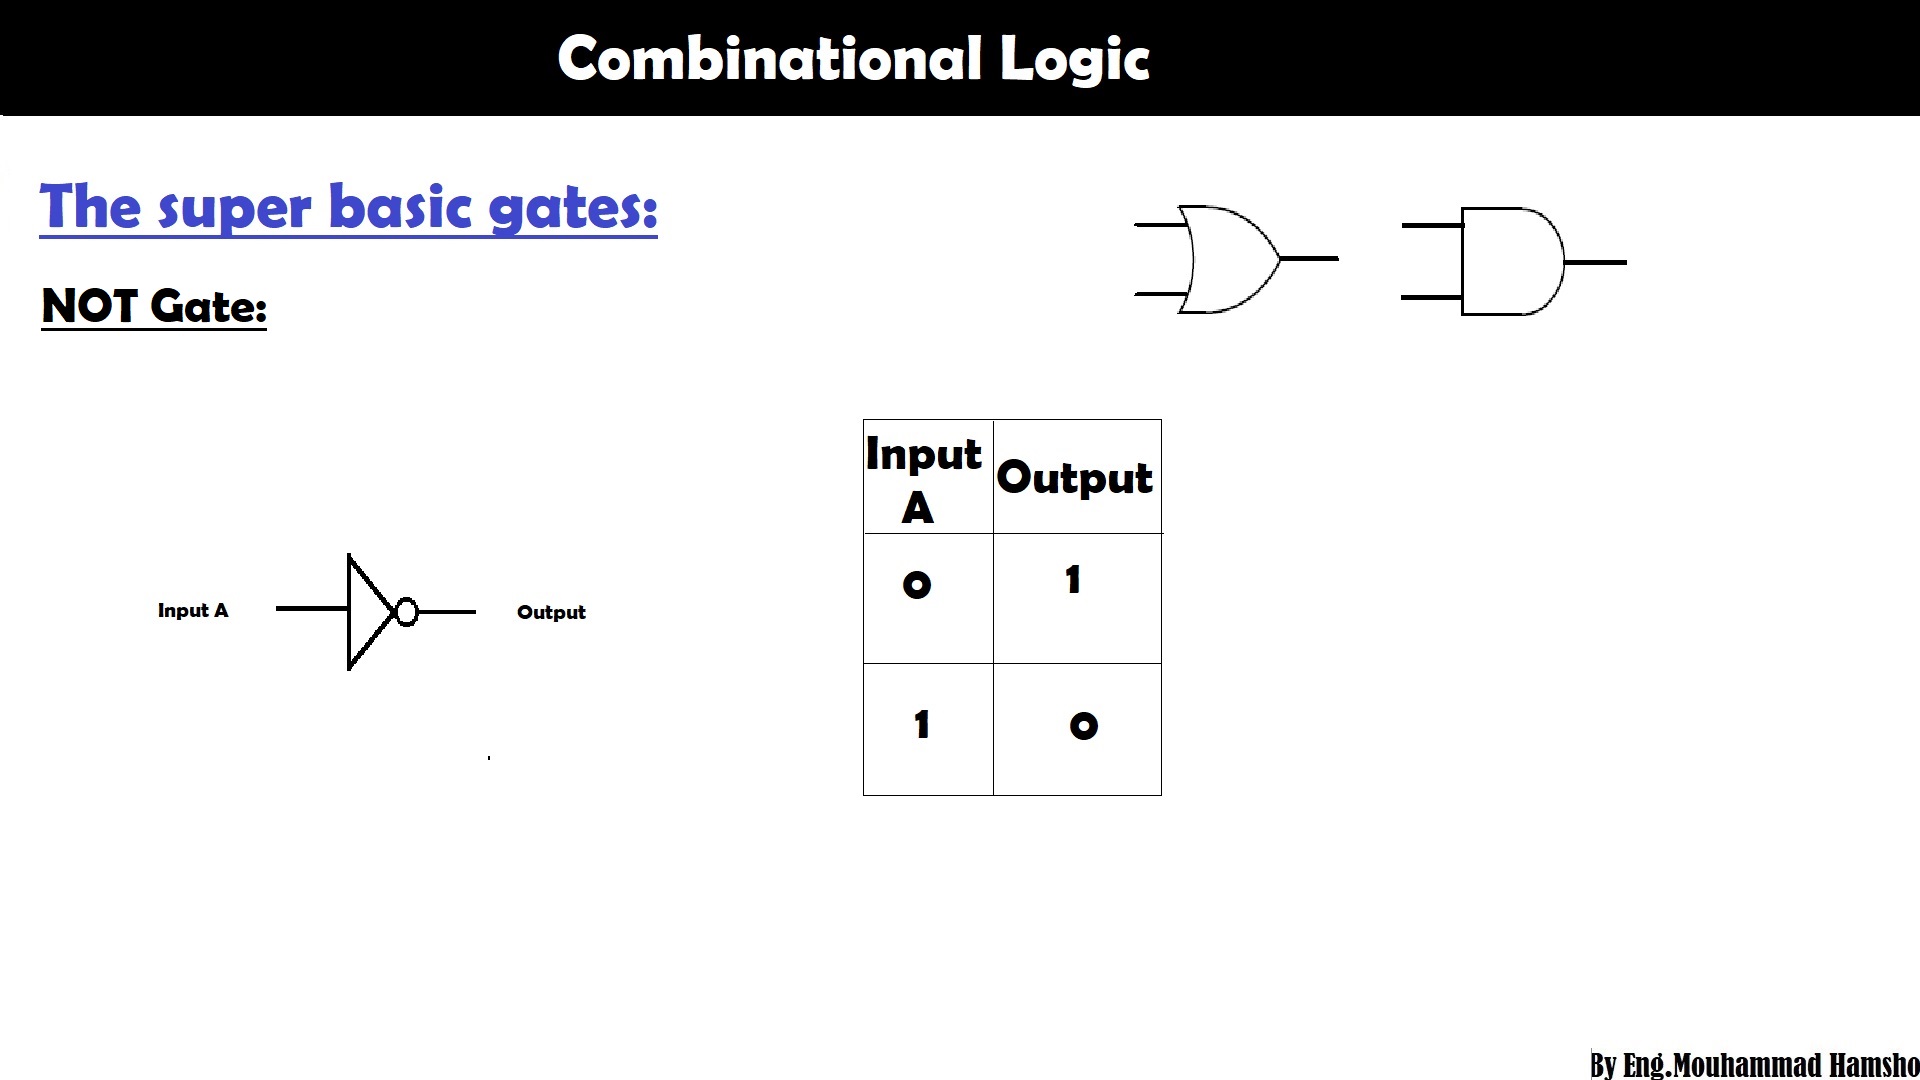 Combinational Logic
The super basic gates:
NOT Gate:
Input A
Output
Input
A
Output
0
1
1
0
By Eng.Mouhammad Hamsho